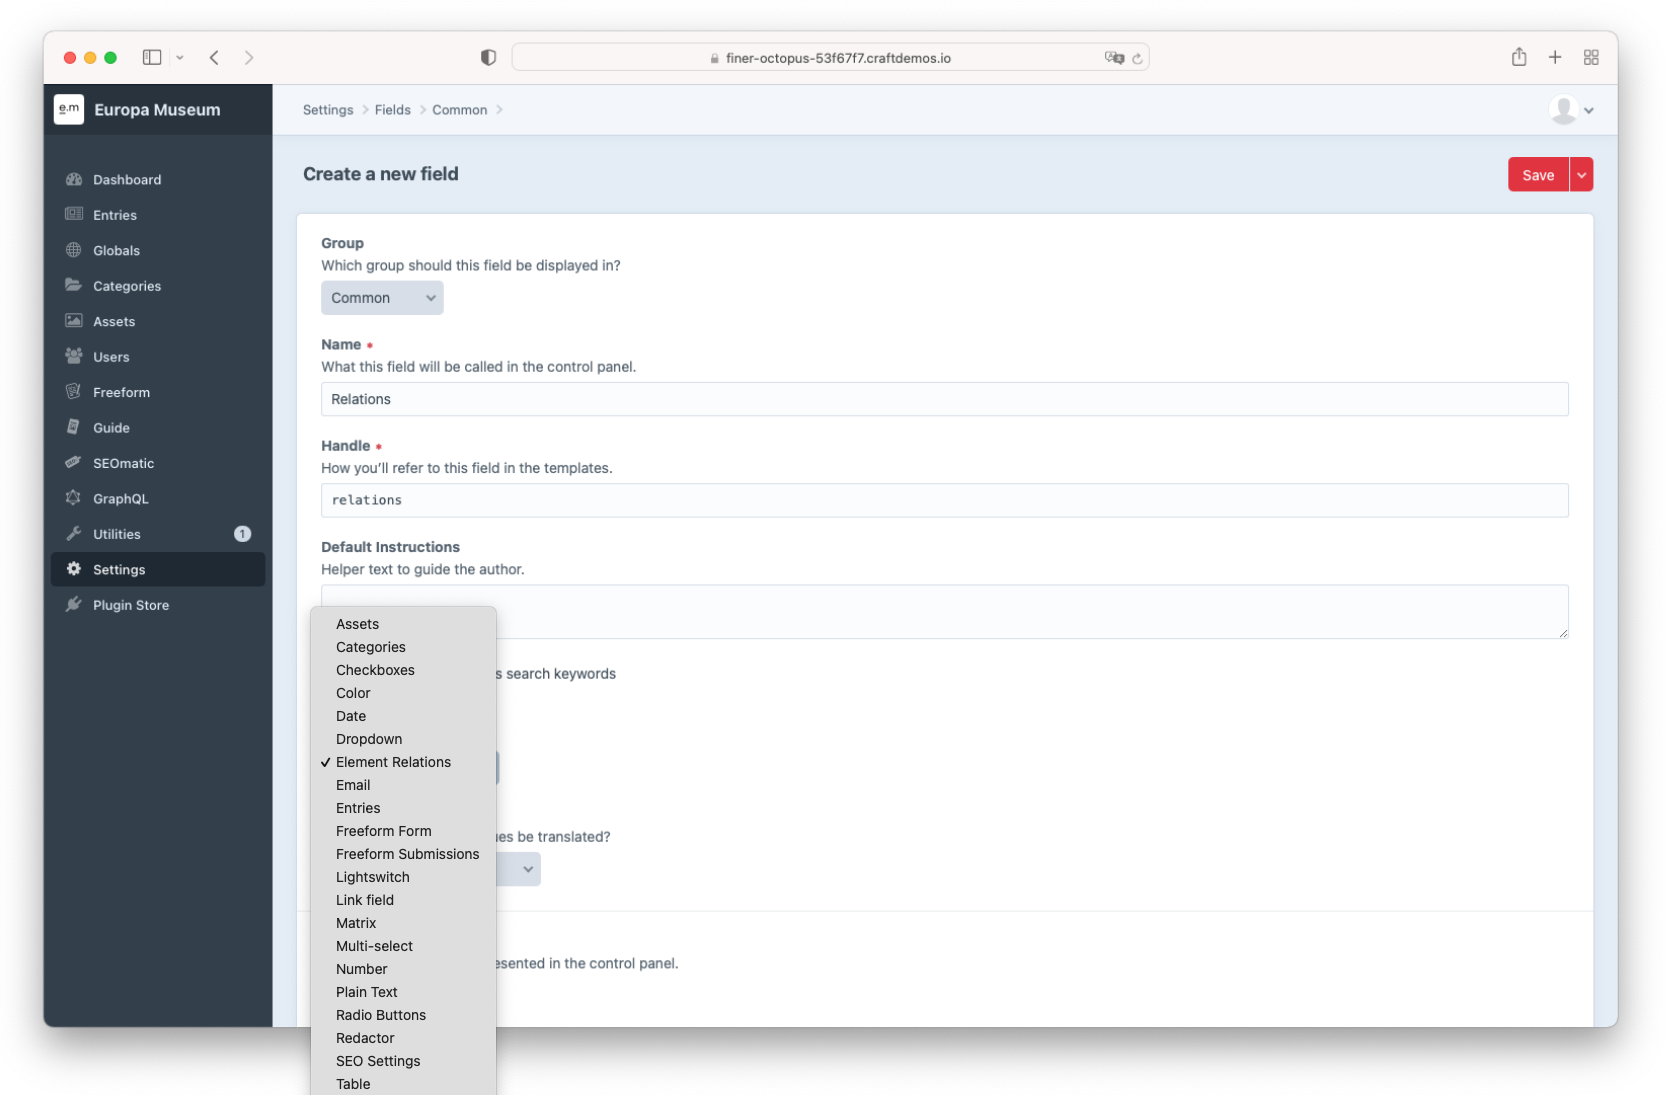 finer-octopus-53f67f7.craftdemos.io
e.m
Europa Museum
Settings
Fields
Common
Dashboard
Entries
Globals
Categories
Assets
Users
Freeform
Guide
SEOmatic
GraphQL
Utilities
1
Settings
Plugin Store
Create a new field
Save
Group
Which group should this field be displayed in?
Common
Name *
What this field will be called in the control panel.
Relations
Handle *
How you'll refer to this field in the templates.
relations
Default Instructions
Helper text to guide the author.
s search keywords
ues be translated?
esented in the control panel.
Assets
Categories
Checkboxes
Color
Date
Dropdown
✓ Element Relations
Email
Entries
Freeform Form
Freeform Submissions
Lightswitch
Link field
Matrix
Multi-select
Number
Plain Text
Radio Buttons
Redactor
SEO Settings
Table